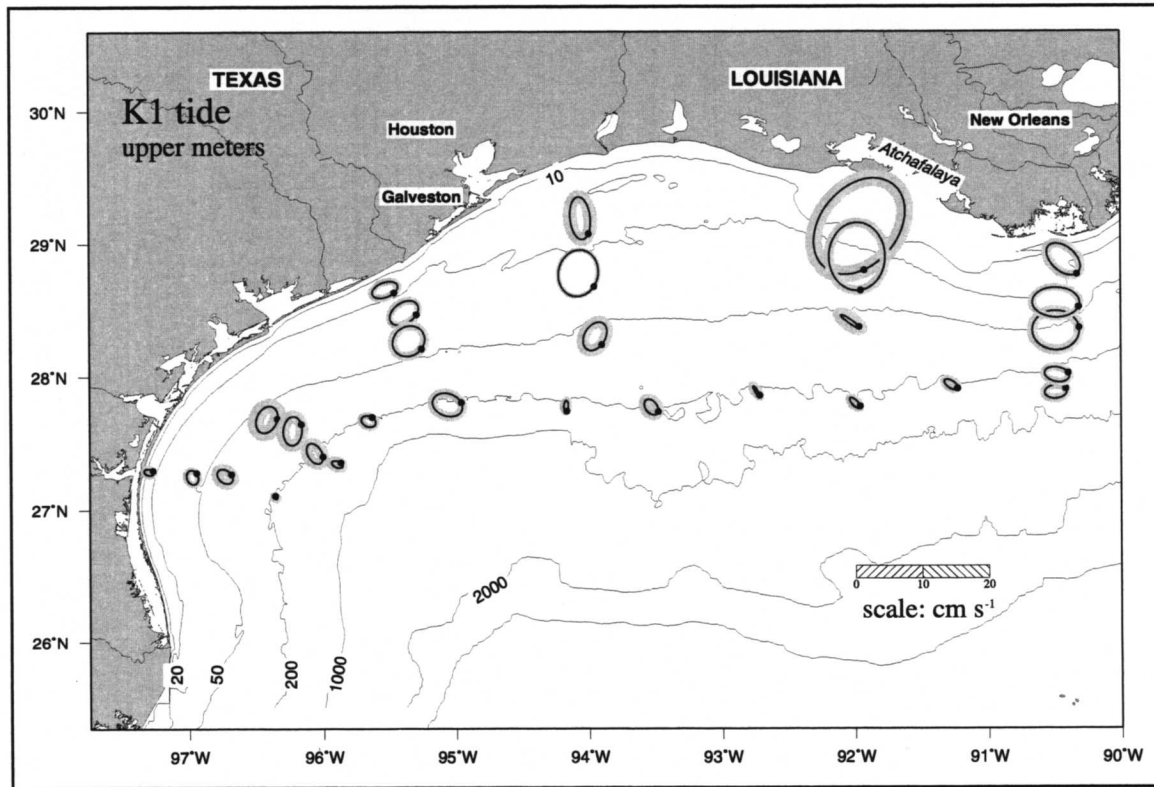 TEXAS
LOUISIANA
K1 tide
upper meters
Houston
New Orleans
Galveston
Atchafalaya
10
2000
0 10 20
scale: cm s⁻¹
20
50
200
1000
30°N
29°N
28°N
27°N
26°N
97°W 96°W 95°W 94°W 93°W 92°W 91°W 90°W